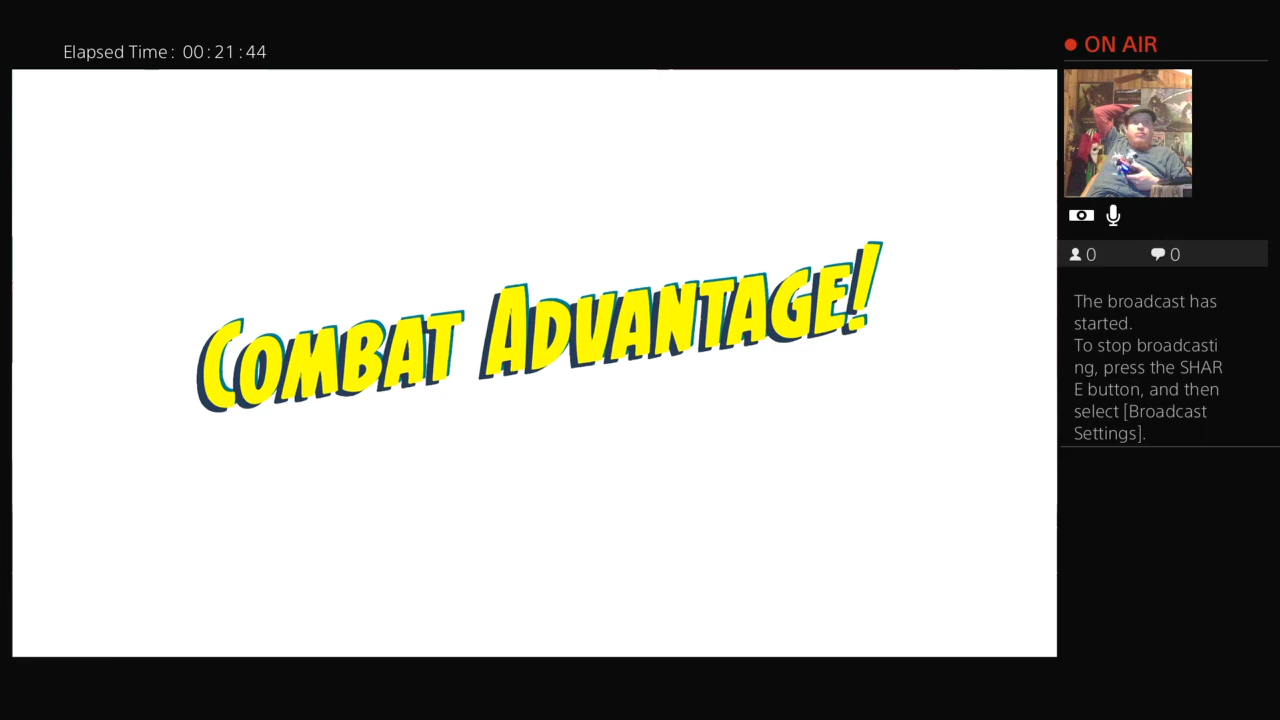 Elapsed Time: 00:21:44
ON AIR
COMBAT ADVANTAGE!
0 0
The broadcast has
started.
To stop broadcasti
ng, press the SHAR
E button, and then
select [Broadcast
Settings].